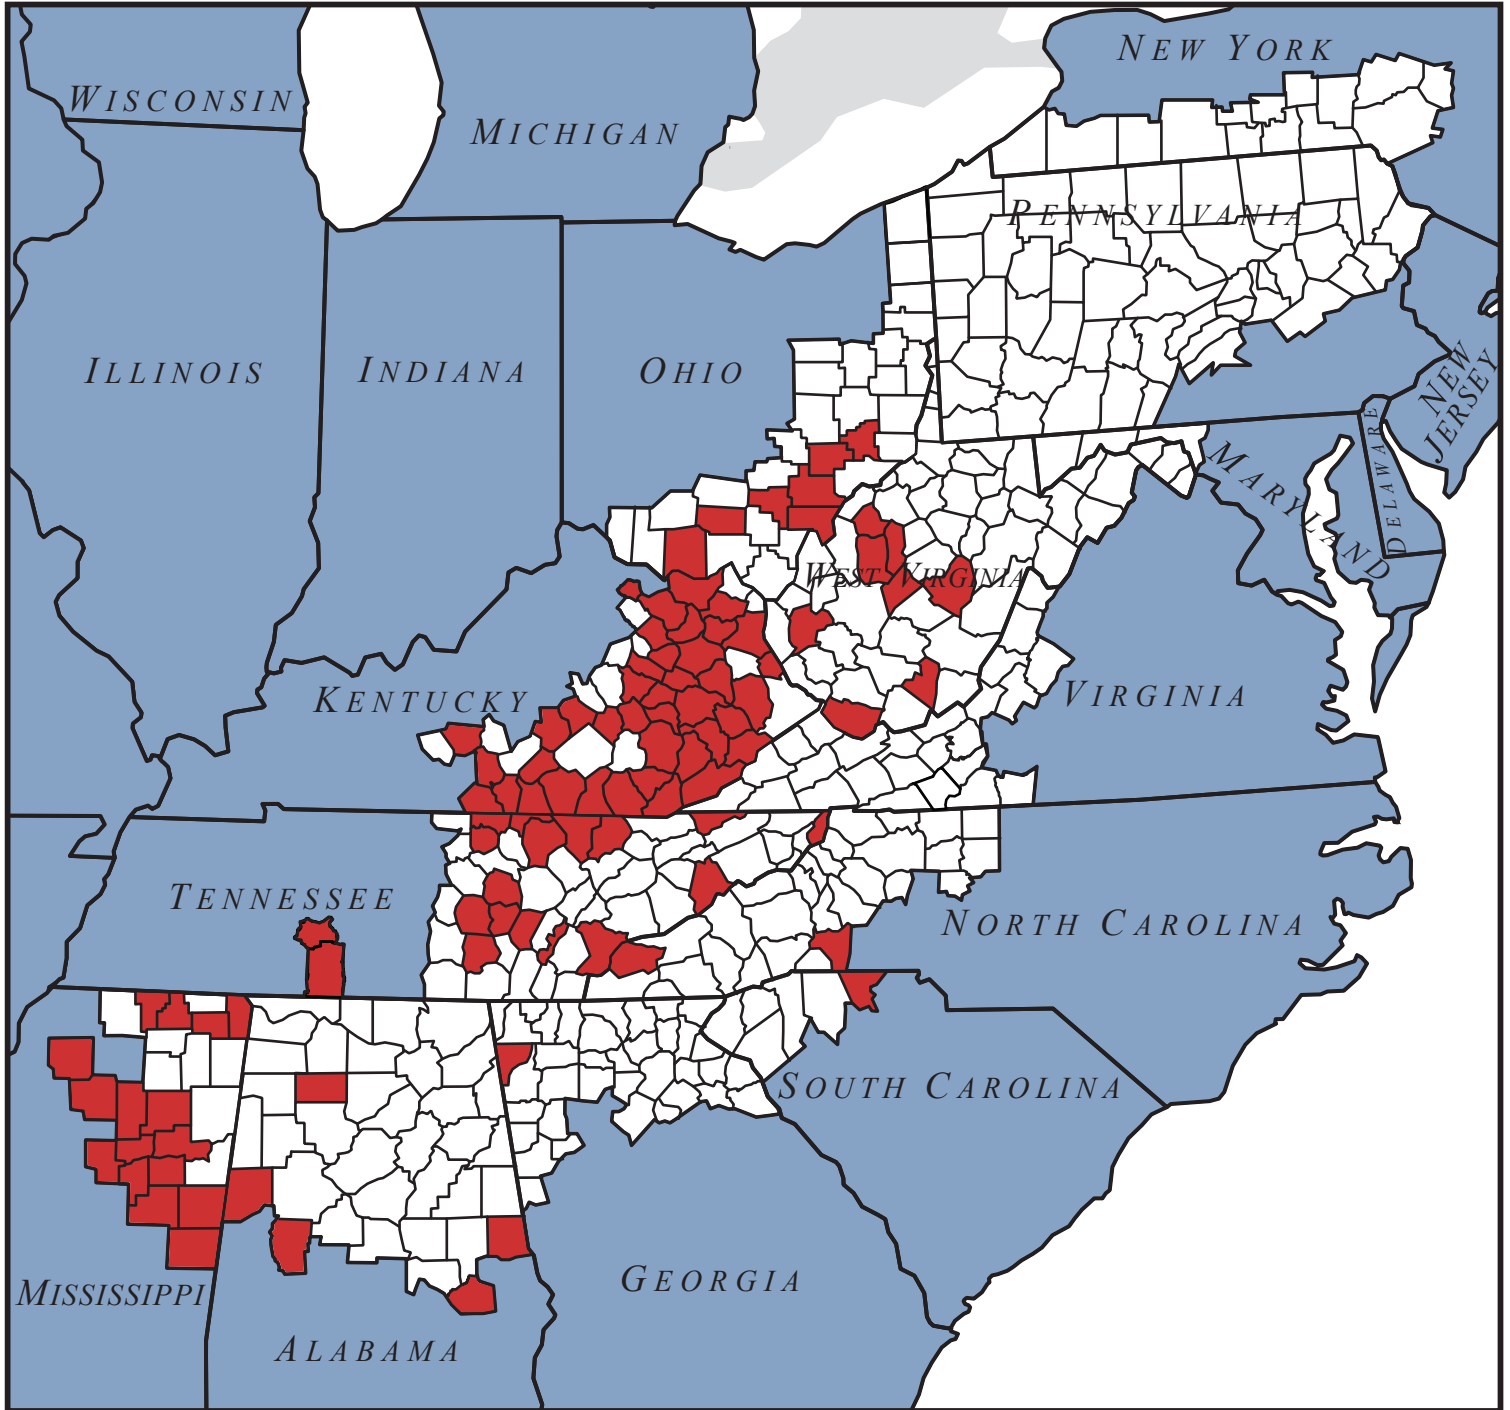 NEW YORK
WISCONSIN
MICHIGAN
PENNSYLVANIA
ILLINOIS
INDIANA
OHIO
NEW
JERSEY
DELAWARE
MARYLAND
WEST VIRGINIA
KENTUCKY
VIRGINIA
TENNESSEE
NORTH CAROLINA
SOUTH CAROLINA
MISSISSIPPI
GEORGIA
ALABAMA